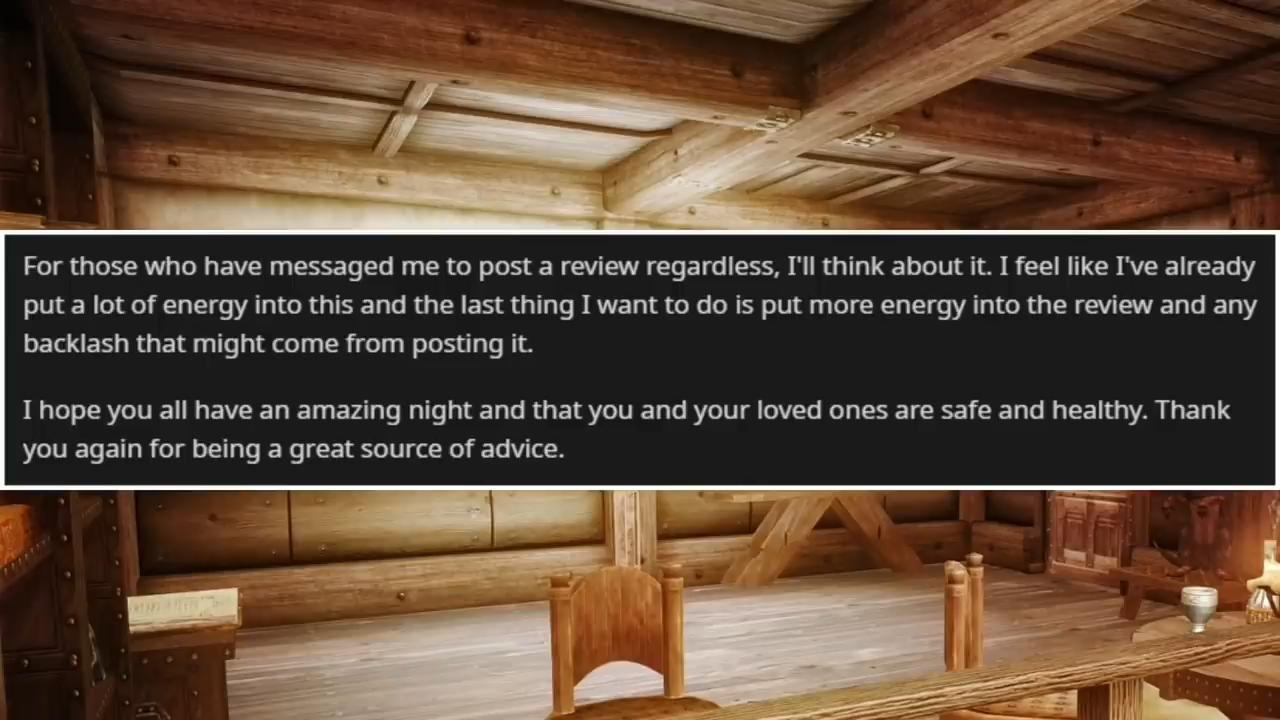 For those who have messaged me to post a review regardless, I'll think about it. I feel like I've already
put a lot of energy into this and the last thing I want to do is put more energy into the review and any
backlash that might come from posting it.
I hope you all have an amazing night and that you and your loved ones are safe and healthy. Thank
you again for being a great source of advice.